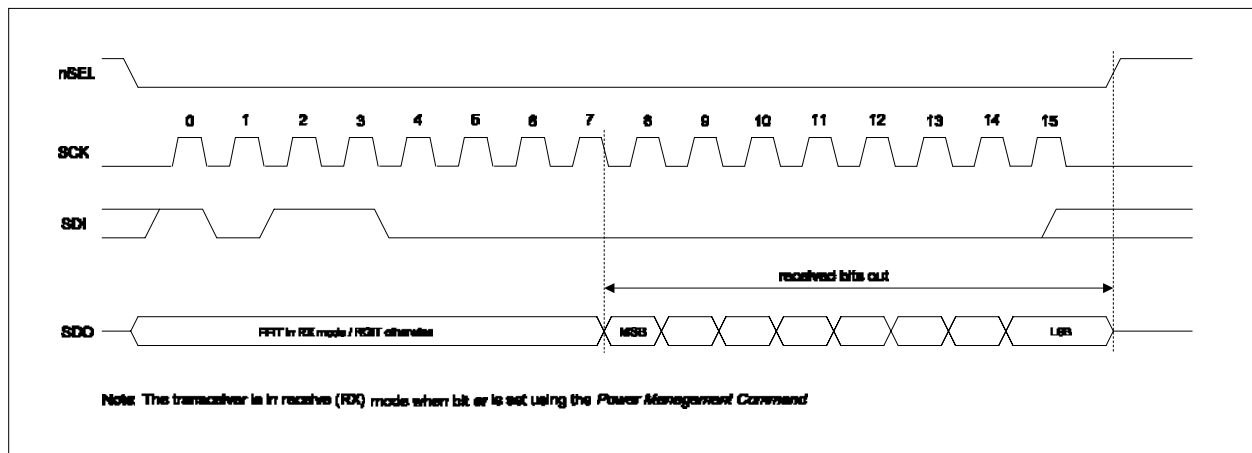 nSEL
0 1 2 3 4 5 6 7 8 9 10 11 12 13 14 15
SCK
SDI
received bits out
SDO FFIT in RX mode / RGIT otherwise MSB LSB
Note: The transceiver is in receive (RX) mode when bit er is set using the Power Management Command